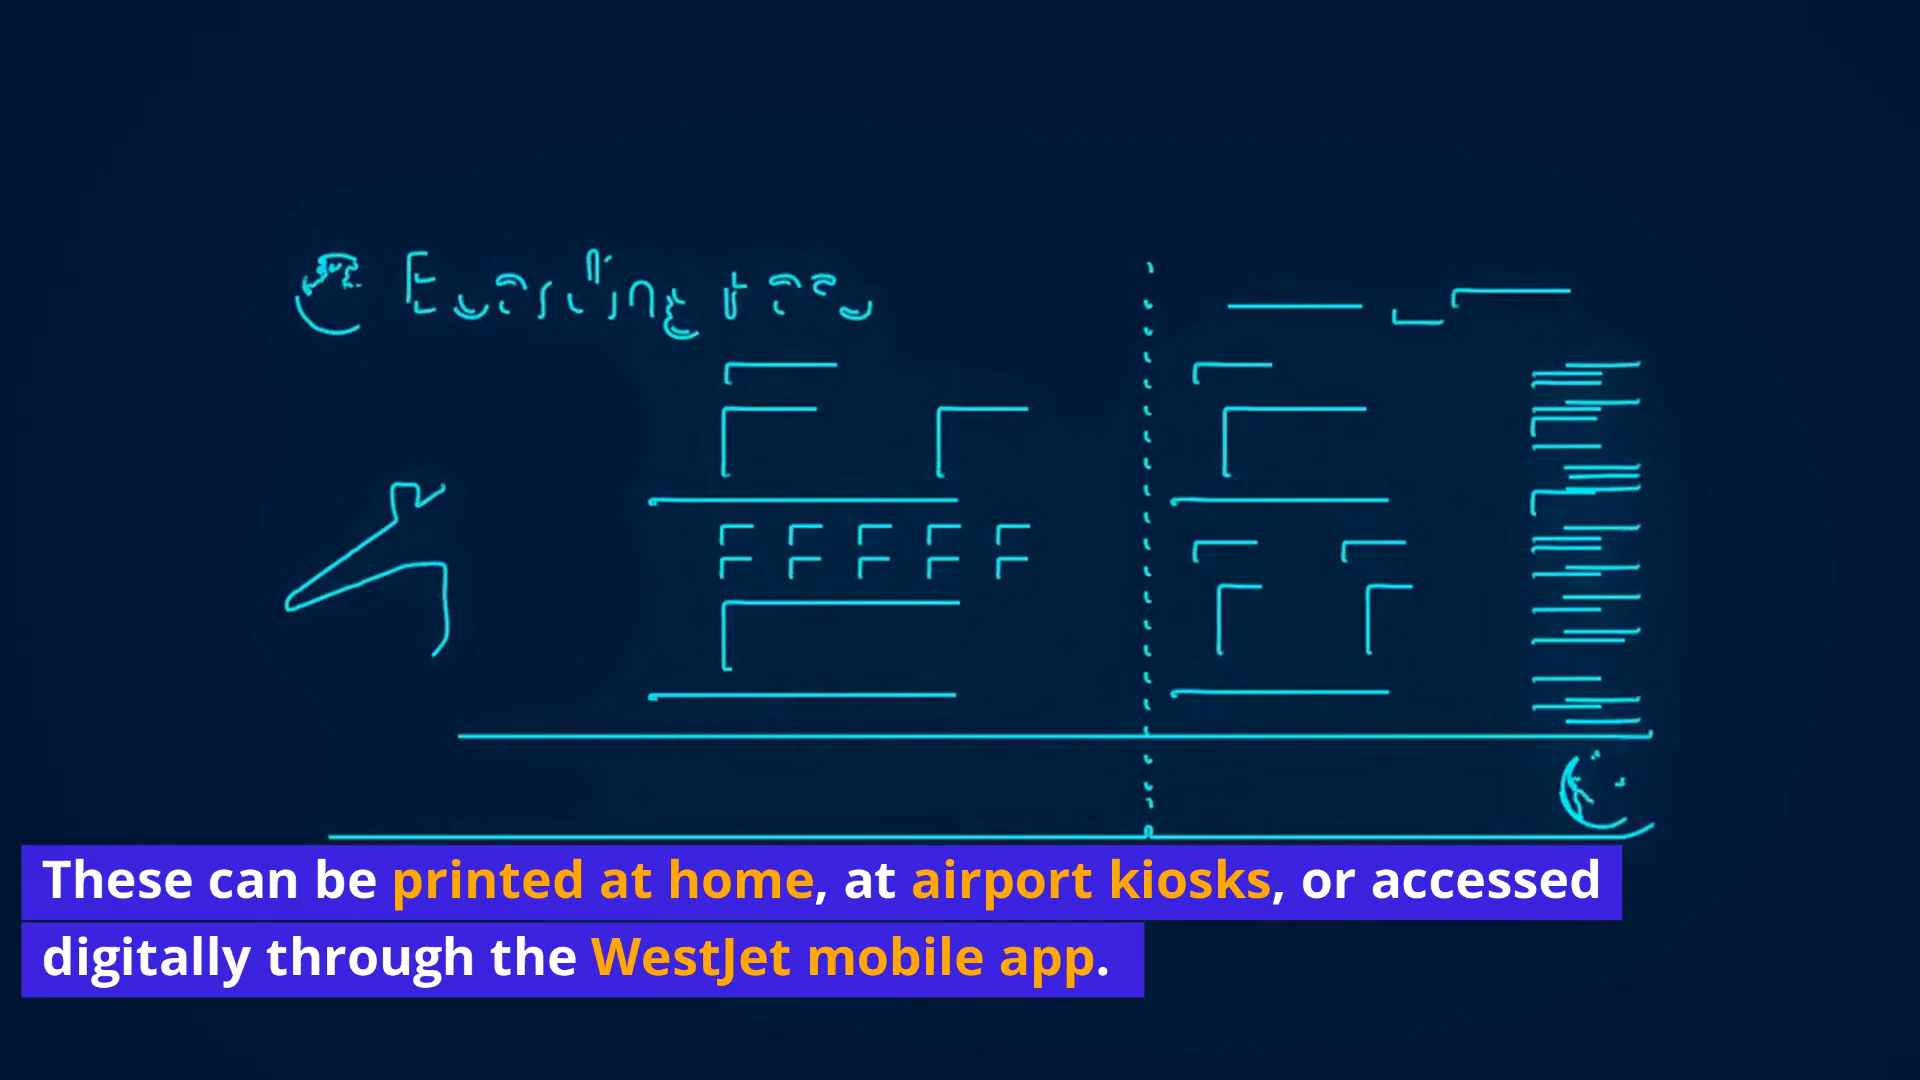 These can be printed at home, at airport kiosks, or accessed
digitally through the WestJet mobile app.